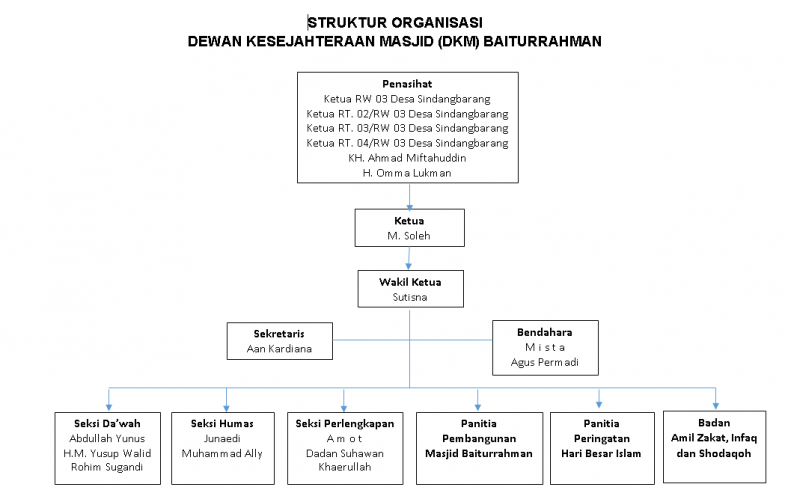 STRUKTUR ORGANISASI
DEWAN KESEJAHTERAAN MASJID (DKM) BAITURRAHMAN
Penasihat
Ketua RW 03 Desa Sindangbarang
Ketua RT. 02/RW 03 Desa Sindangbarang
Ketua RT. 03/RW 03 Desa Sindangbarang
Ketua RT. 04/RW 03 Desa Sindangbarang
KH. Ahmad Miftahuddin
H. Omma Lukman
Ketua
M. Soleh
Wakil Ketua
Sutisna
Sekretaris
Aan Kardiana
Bendahara
M i s t a
Agus Permadi
Seksi Da'wah
Abdullah Yunus
H.M. Yusup Walid
Rohim Sugandi
Seksi Humas
Junaedi
Muhammad Ally
Seksi Perlengkapan
A m o t
Dadan Suhawan
Khaerullah
Panitia
Pembangunan
Masjid Baiturrahman
Panitia
Peringatan
Hari Besar Islam
Badan
Amil Zakat, Infaq
dan Shodaqoh